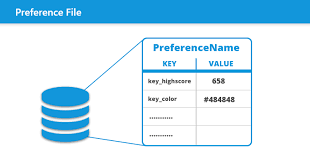 Preference File
PreferenceName
KEY VALUE
key_highscore 658
key_color #484848
...........
...........